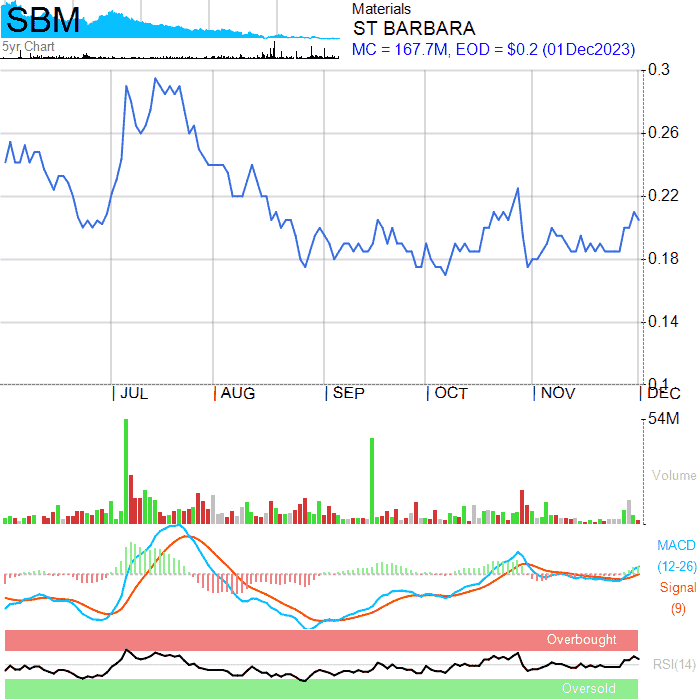 SBM
Materials
ST BARBARA
MC = 167.7M, EOD = $0.2 (01Dec2023)
5yr. Chart
0.3
0.26
0.22
0.18
0.14
0.1
JUL AUG SEP OCT NOV DEC
54M
Volume
MACD
(12-26)
Signal
(9)
Overbought
RSI(14)
Oversold